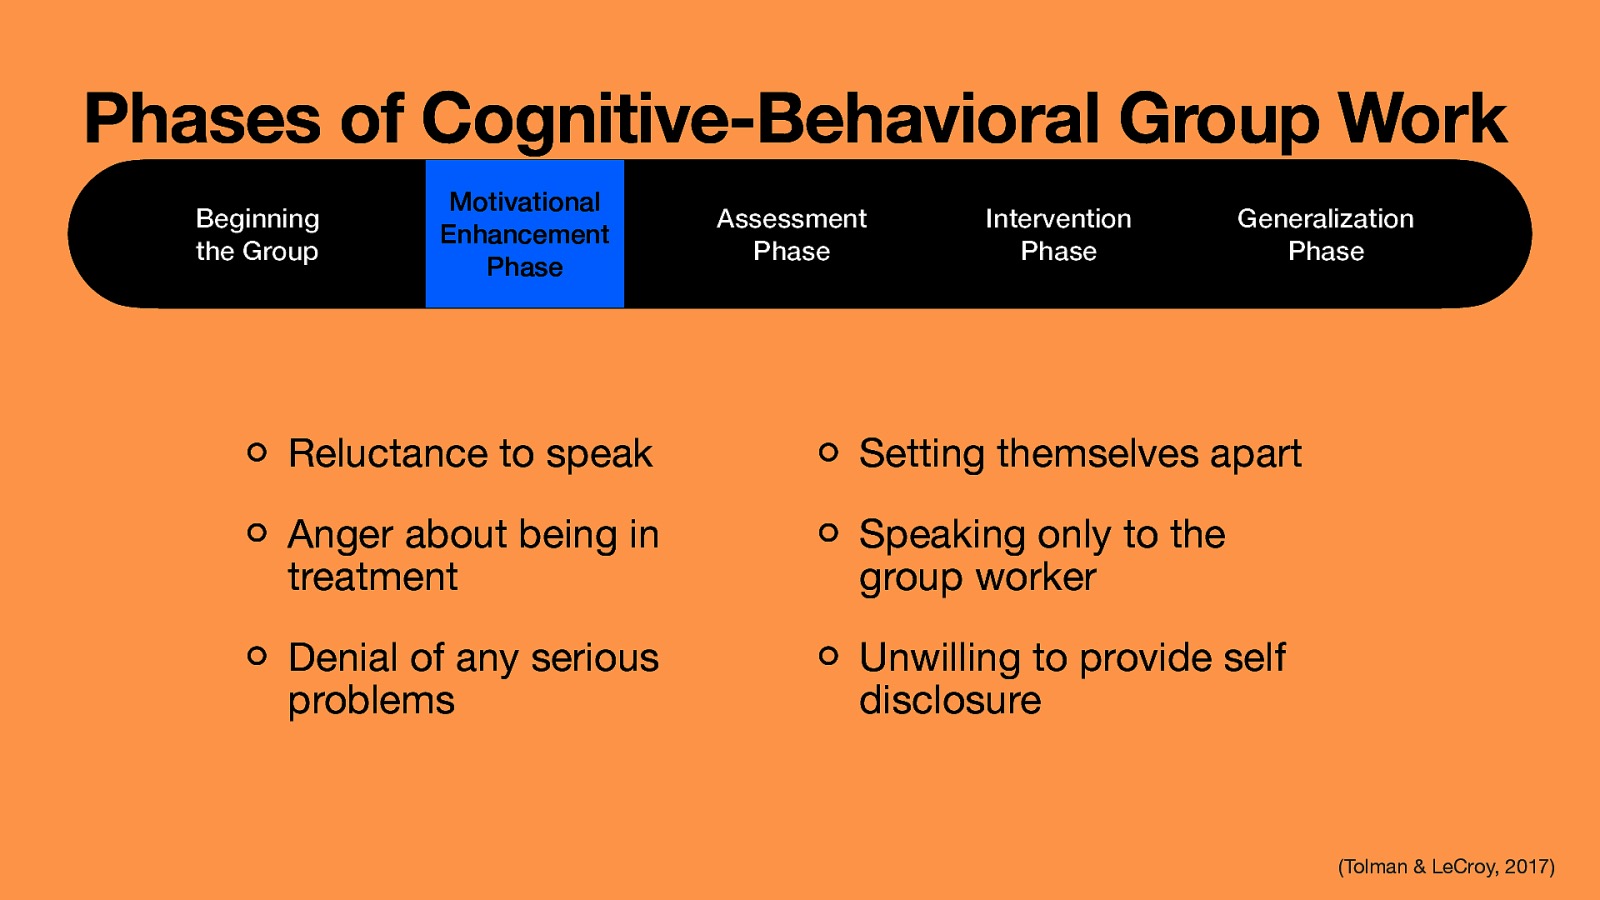 Phases of Cognitive-Behavioral Group Work
Beginning
the Group
Motivational
Enhancement
Phase
Assessment
Phase
Intervention
Phase
Generalization
Phase
Reluctance to speak
Anger about being in
treatment
Denial of any serious
problems
Setting themselves apart
Speaking only to the
group worker
Unwilling to provide self
disclosure
(Tolman & LeCroy, 2017)